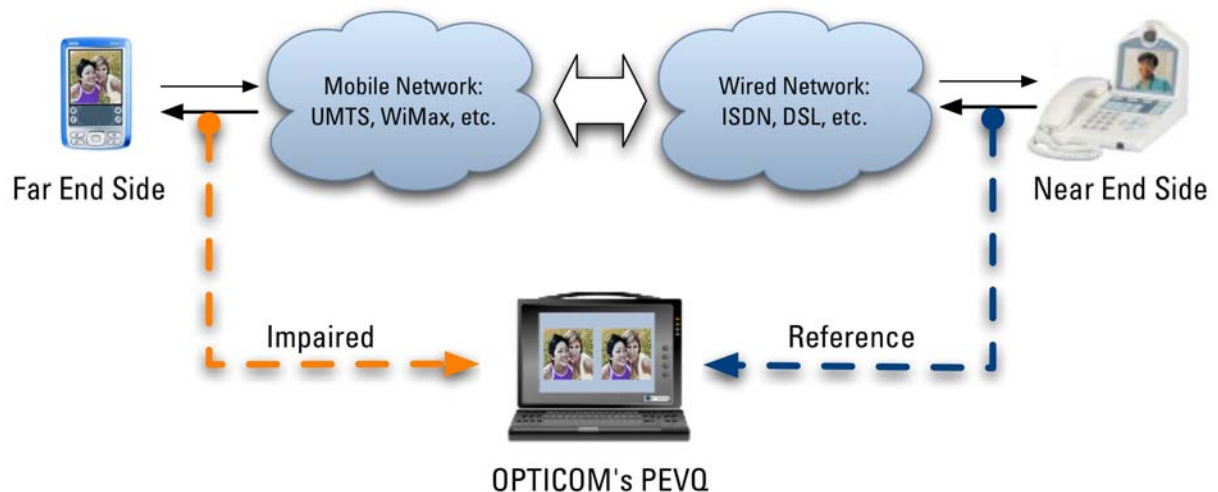 Mobile Network:
UMTS, WiMax, etc.
Wired Network:
ISDN, DSL, etc.
Far End Side
Near End Side
Impaired
Reference
OPTICOM's PEVQ